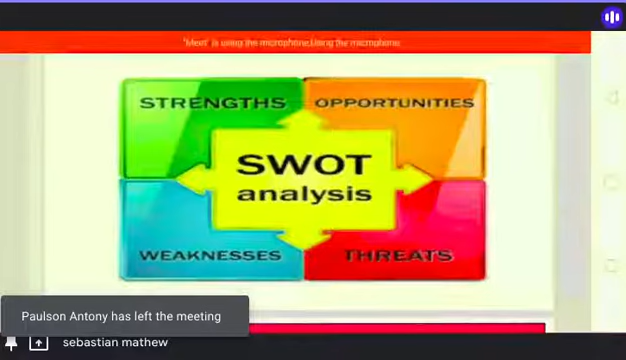 "Meet" is using the microphone,Using the microphone.
STRENGTHS
OPPORTUNITIES
SWOT
analysis
WEAKNESSES
THREATS
Paulson Antony has left the meeting
sebastian mathew